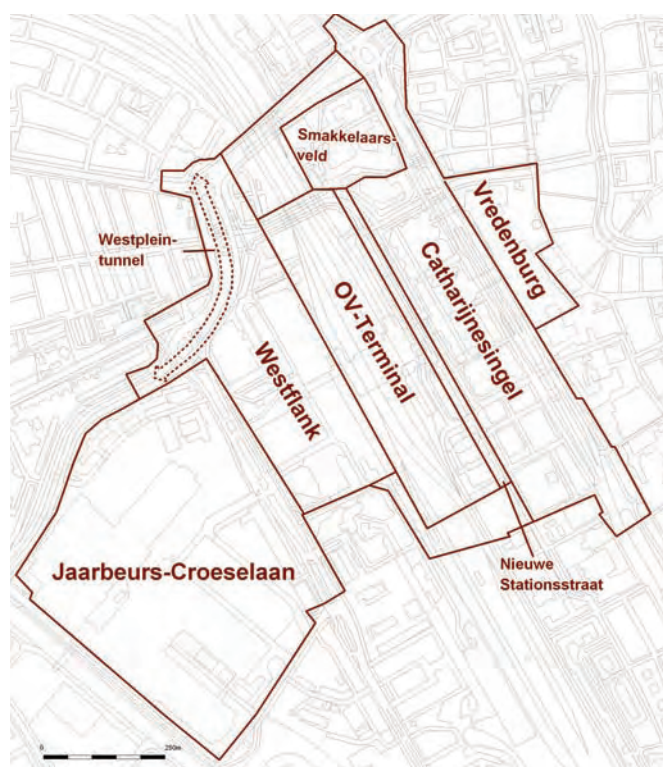 Smakkelaars-
veld
Vredenburg
Westplein-
tunnel
Catharijnesingel
OV-Terminal
Westflank
Jaarbeurs-Croeselaan
Nieuwe
Stationsstraat
0
250m